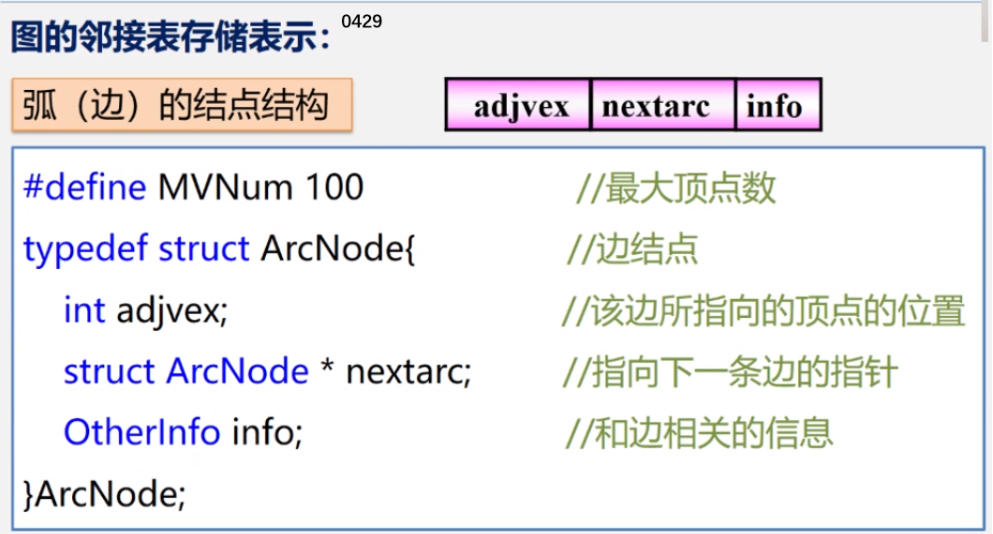 图的邻接表存储表示： 0429
弧（边）的结点结构 adjvex nextarc info
#define MVNum 100 //最大顶点数
typedef struct ArcNode{ //边结点
int adjvex; //该边所指向的顶点的位置
struct ArcNode * nextarc; //指向下一条边的指针
OtherInfo info; //和边相关的信息
}ArcNode;